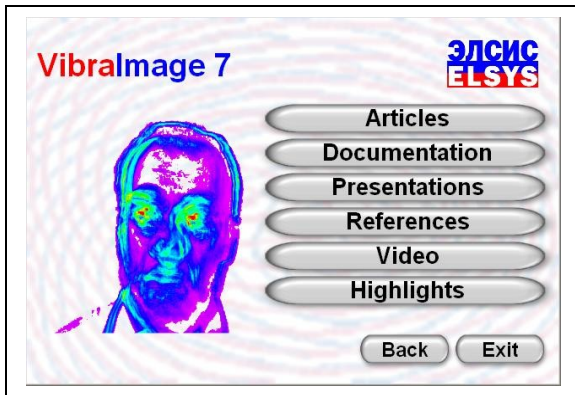 VibraImage 7
ЭЛСИС
ELSYS
Articles
Documentation
Presentations
References
Video
Highlights
Back Exit